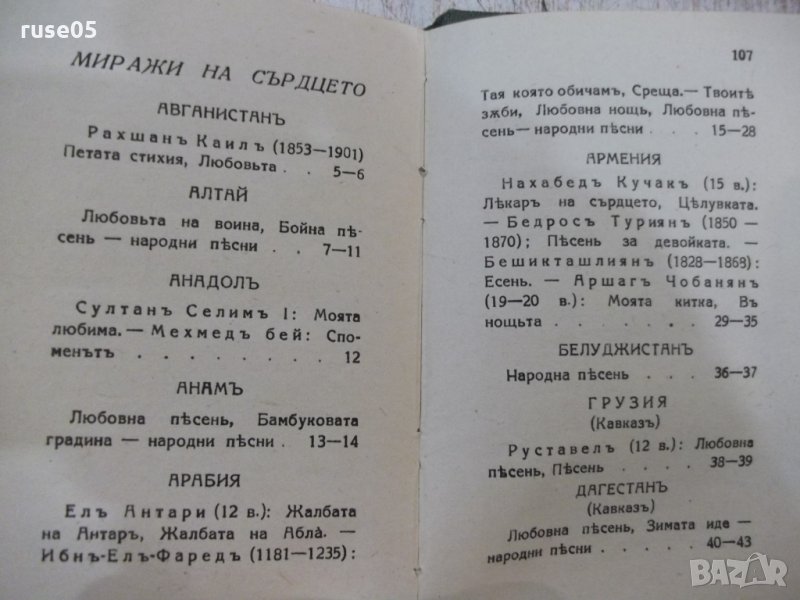 ruse05
МИРАЖИ НА СЪРДЦЕТО
АВГАНИСТАНЪ
Рахшанъ Каилъ (1853—1901)
Петата стихия, Любовьта . . 5—6
АЛТАЙ
Любовьта на воина, Бойна пѣ-
сень — народни пѣсни . . 7—11
АНАДОЛЪ
Султанъ Селимъ I: Моята
любима. — Мехмедъ бей: Спо-
менътъ . . . . . . . . 12
АНАМЪ
Любовна пѣсень, Бамбуковата
градина — народни пѣсни . 13—14
АРАБИЯ
Елъ Антари (12 в.): Жалбата
на Антаръ, Жалбата на Абла̀. —
— Ибнъ-Елъ-Фаредъ (1181—1235):
107
Тая която обичамъ, Среща.— Твоитѣ
зѫби, Любовна нощь, Любовна пѣ-
сень— народни пѣсни . . . 15—28
АРМЕНИЯ
Нахабедъ Кучакъ (15 в.):
Лѣкаръ на сърдцето, Цѣлувката.
— Бедросъ Туриянъ (1850—
1870); Пѣсень за девойката. —
Бешикташлиянъ (1828—1868):
Есень. — Аршагъ Чобанянъ
(19—20 в.): Моята китка, Въ
нощьта . . . . . . . 29—35
БЕЛУДЖИСТАНЪ
Народна пѣсень . . . . 36—37
ГРУЗИЯ
(Кавказъ)
Руставелъ (12 в.): Любовна
пѣсень, Пѣсень . . . . 38—39
ДАГЕСТАНЪ
(Кавказъ)
Любовна пѣсень, Зимата иде —
народни пѣсни . . . . . 40—43
BAZAR
bg